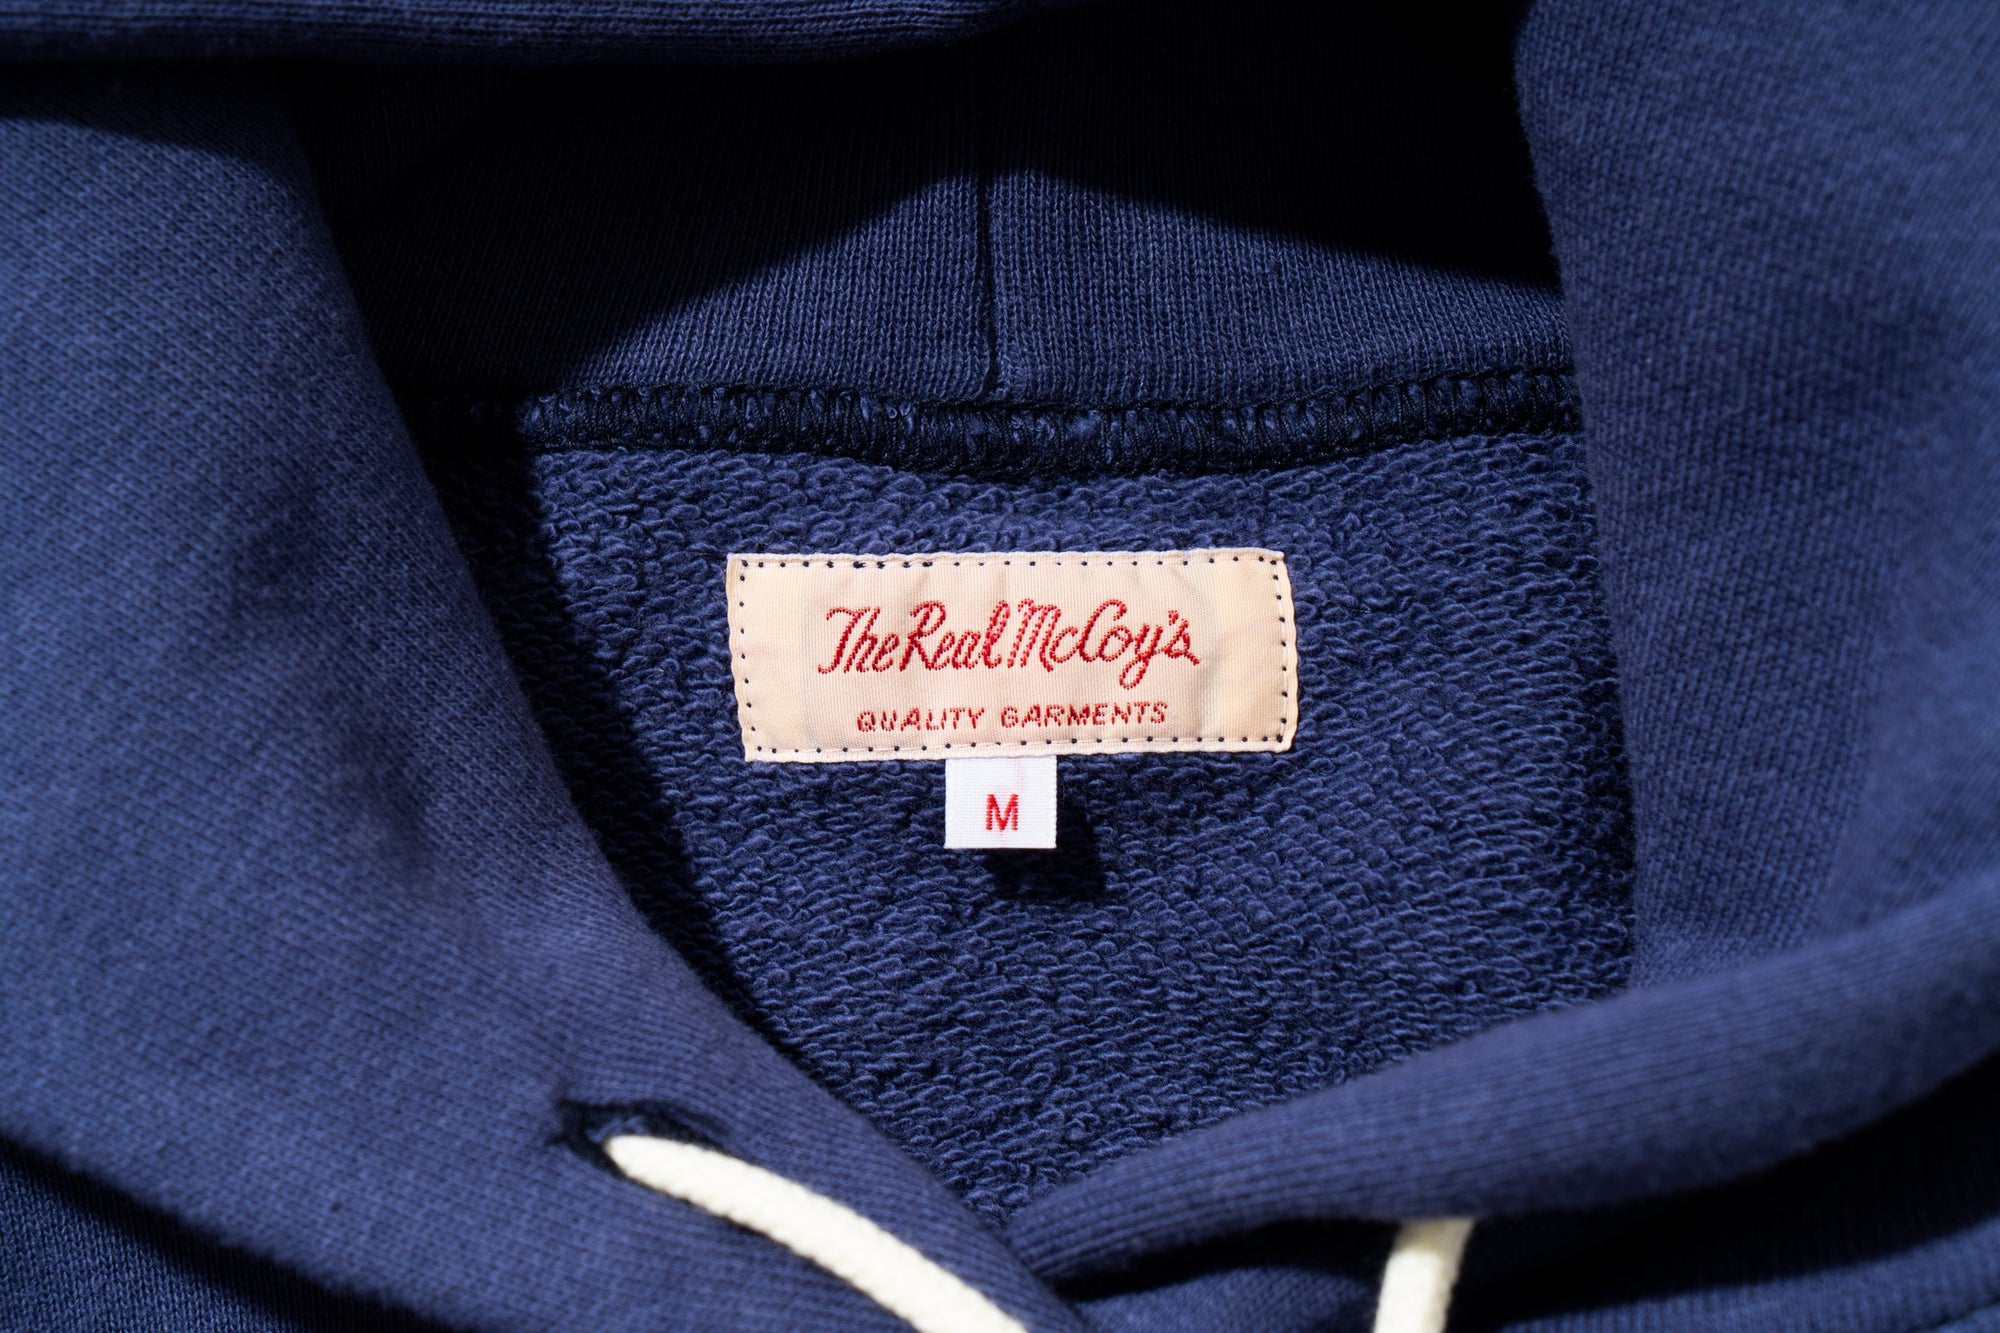 The Real McCoy's
QUALITY GARMENTS
M